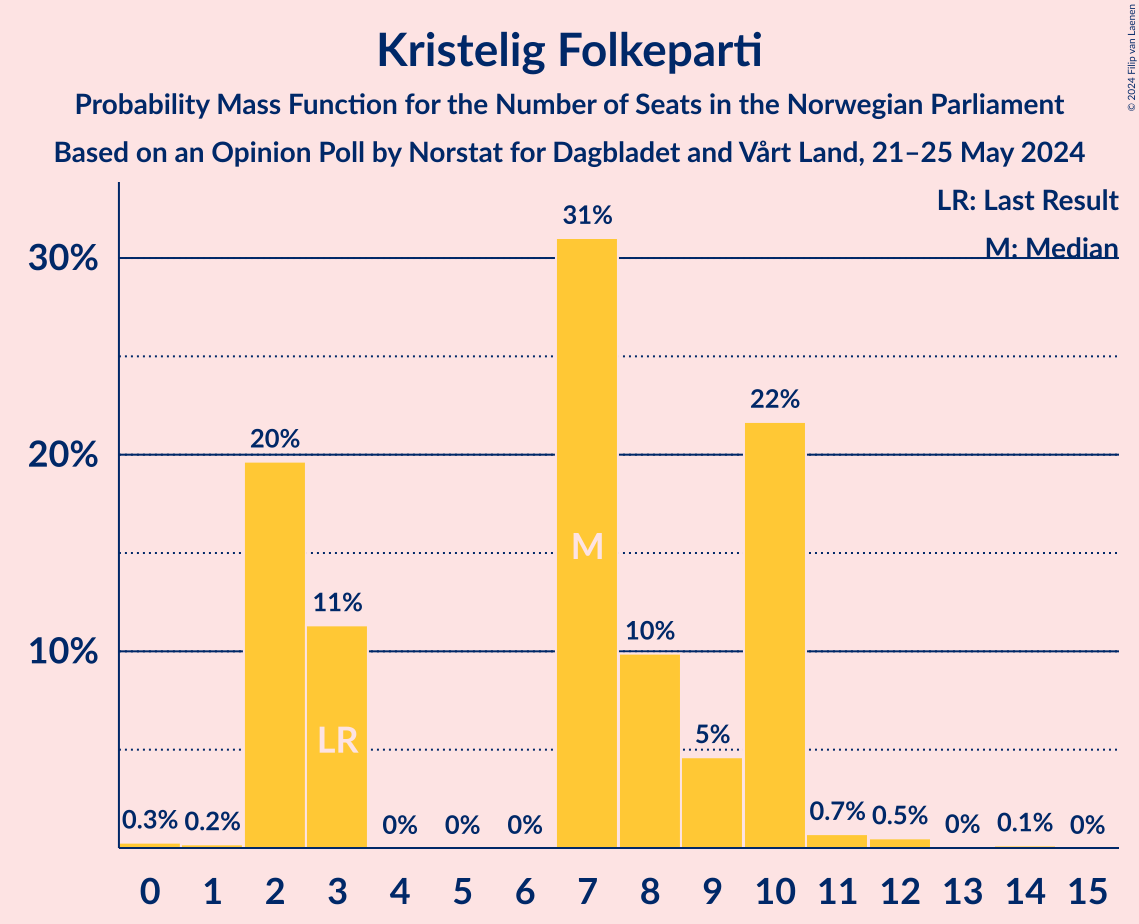 Kristelig Folkeparti
Probability Mass Function for the Number of Seats in the Norwegian Parliament
Based on an Opinion Poll by Norstat for Dagbladet and Vårt Land, 21–25 May 2024
© 2024 Filip van Laenen
LR: Last Result
M: Median
30%
20%
10%
0.3%
0.2%
20%
11%
0%
0%
0%
31%
10%
5%
22%
0.7%
0.5%
0%
0.1%
0%
LR
M
0 1 2 3 4 5 6 7 8 9 10 11 12 13 14 15